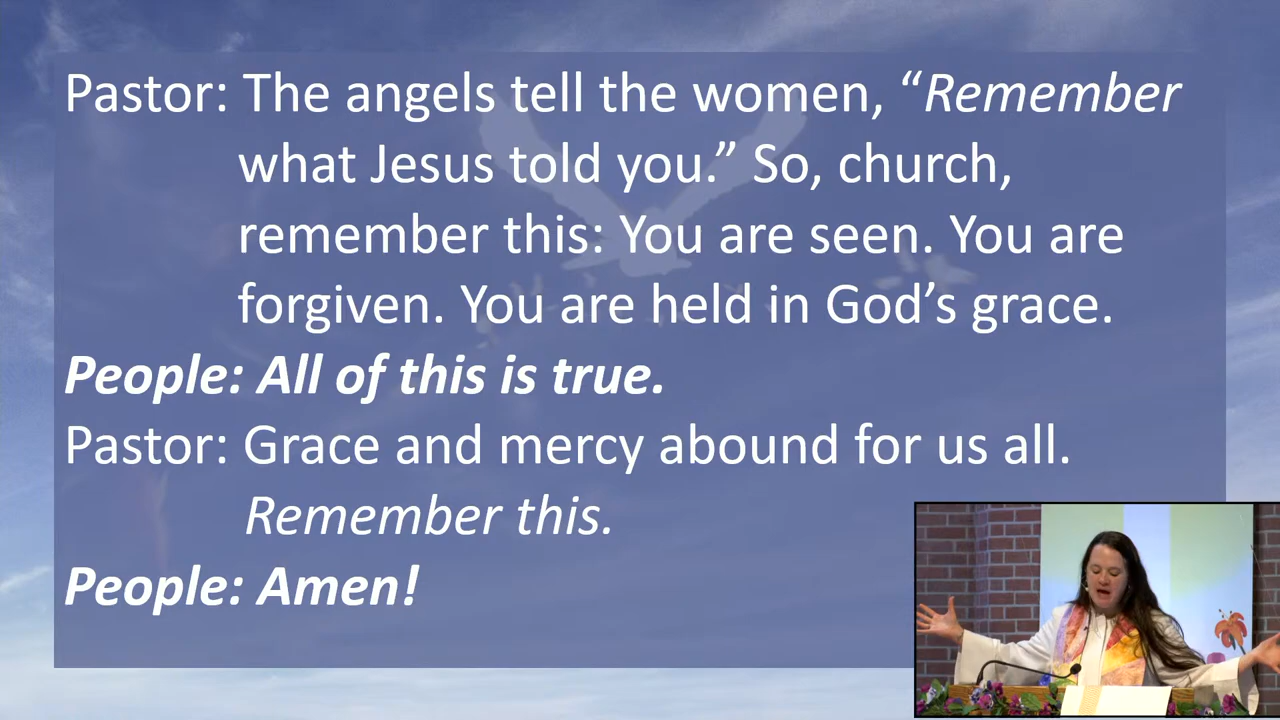 Pastor: The angels tell the women, “Remember
what Jesus told you.” So, church,
remember this: You are seen. You are
forgiven. You are held in God’s grace.
People: All of this is true.
Pastor: Grace and mercy abound for us all.
Remember this.
People: Amen!